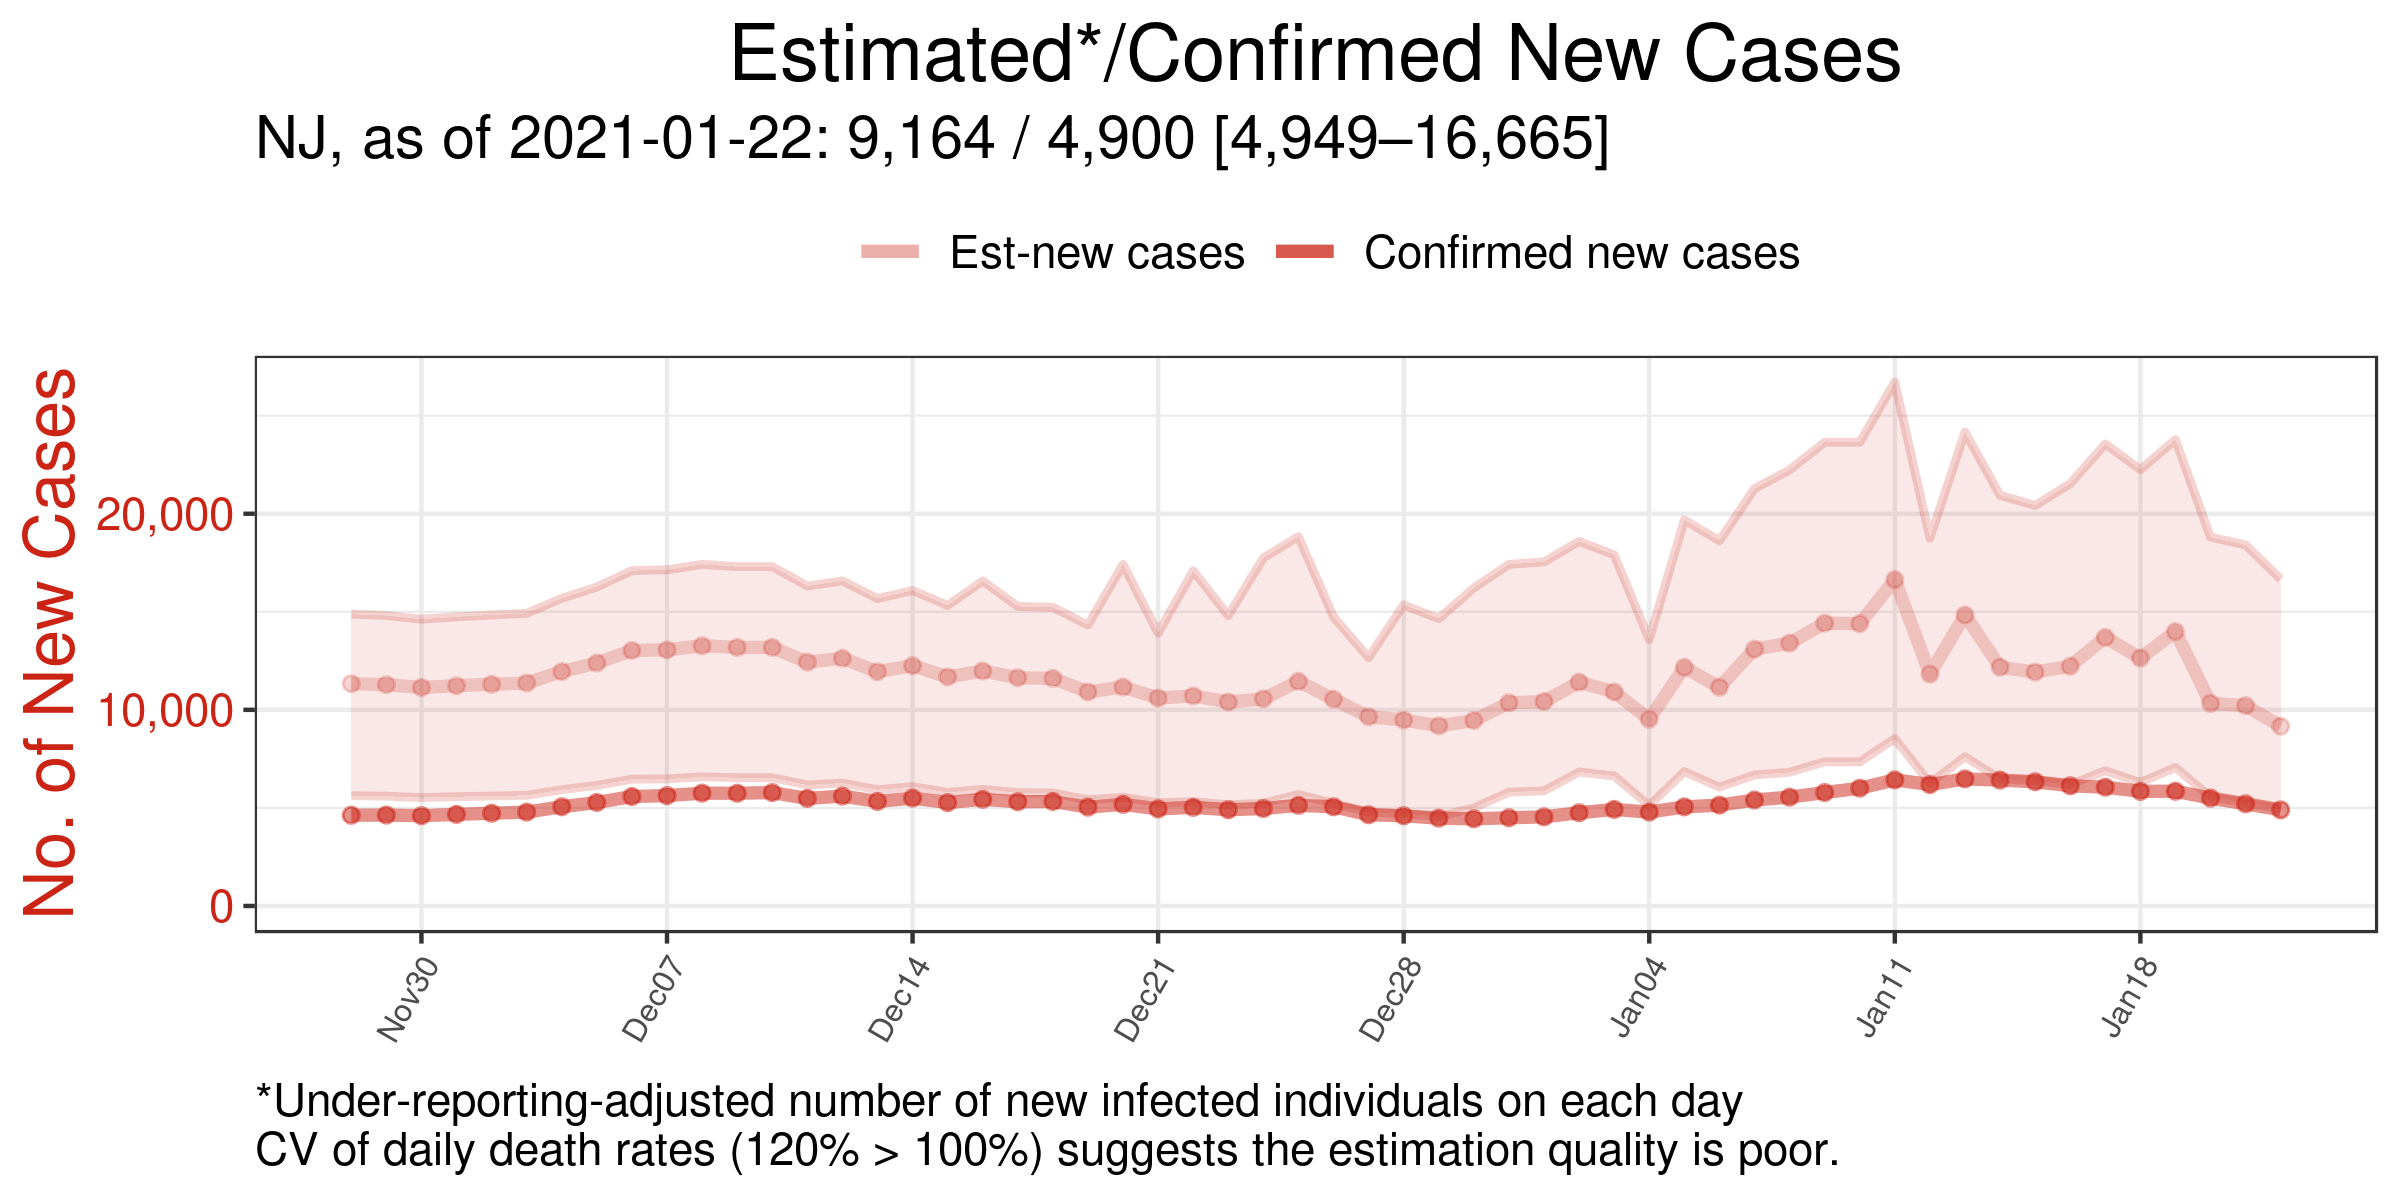 Estimated*/Confirmed New Cases
NJ, as of 2021-01-22: 9,164 / 4,900 [4,949–16,665]
Est-new cases
Confirmed new cases
No. of New Cases
20,000
10,000
0
Nov30
Dec07
Dec14
Dec21
Dec28
Jan04
Jan11
Jan18
*Under-reporting-adjusted number of new infected individuals on each day
CV of daily death rates (120% > 100%) suggests the estimation quality is poor.